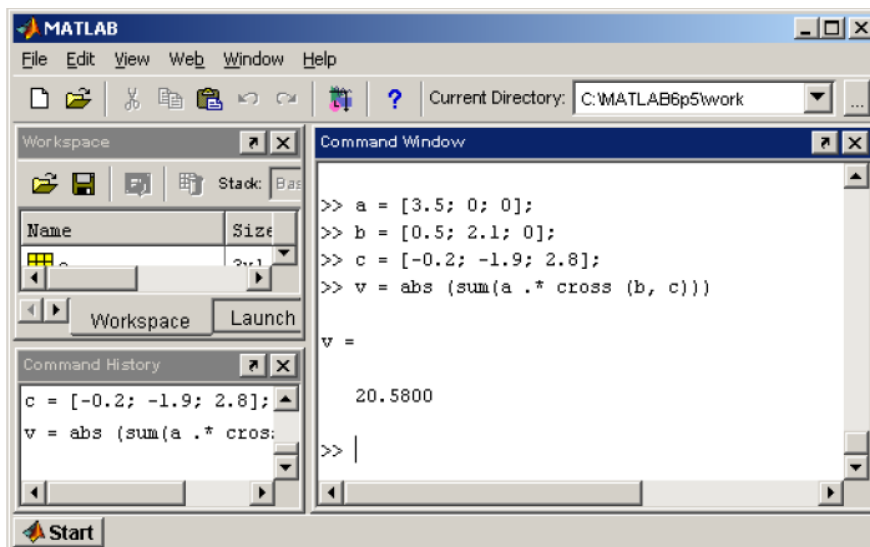 MATLAB
File Edit View Web Window Help
? Current Directory: C:\MATLAB6p5\work ...
Workspace
Stack: Bas
Name Size
Workspace Launch
Command History
c = [-0.2; -1.9; 2.8];
v = abs (sum(a .* cros
Command Window
>> a = [3.5; 0; 0];
>> b = [0.5; 2.1; 0];
>> c = [-0.2; -1.9; 2.8];
>> v = abs (sum(a .* cross (b, c)))
v =
20.5800
>>
Start